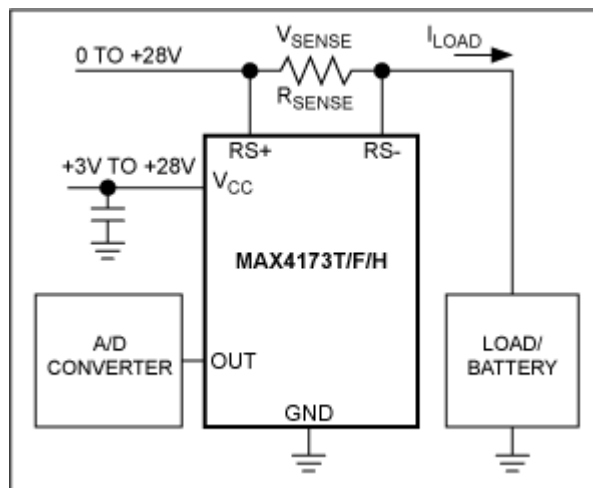 0 TO +28V
VSENSE
ILOAD
RSENSE
RS+
RS-
+3V TO +28V
VCC
MAX4173T/F/H
A/D
CONVERTER
OUT
LOAD/
BATTERY
GND